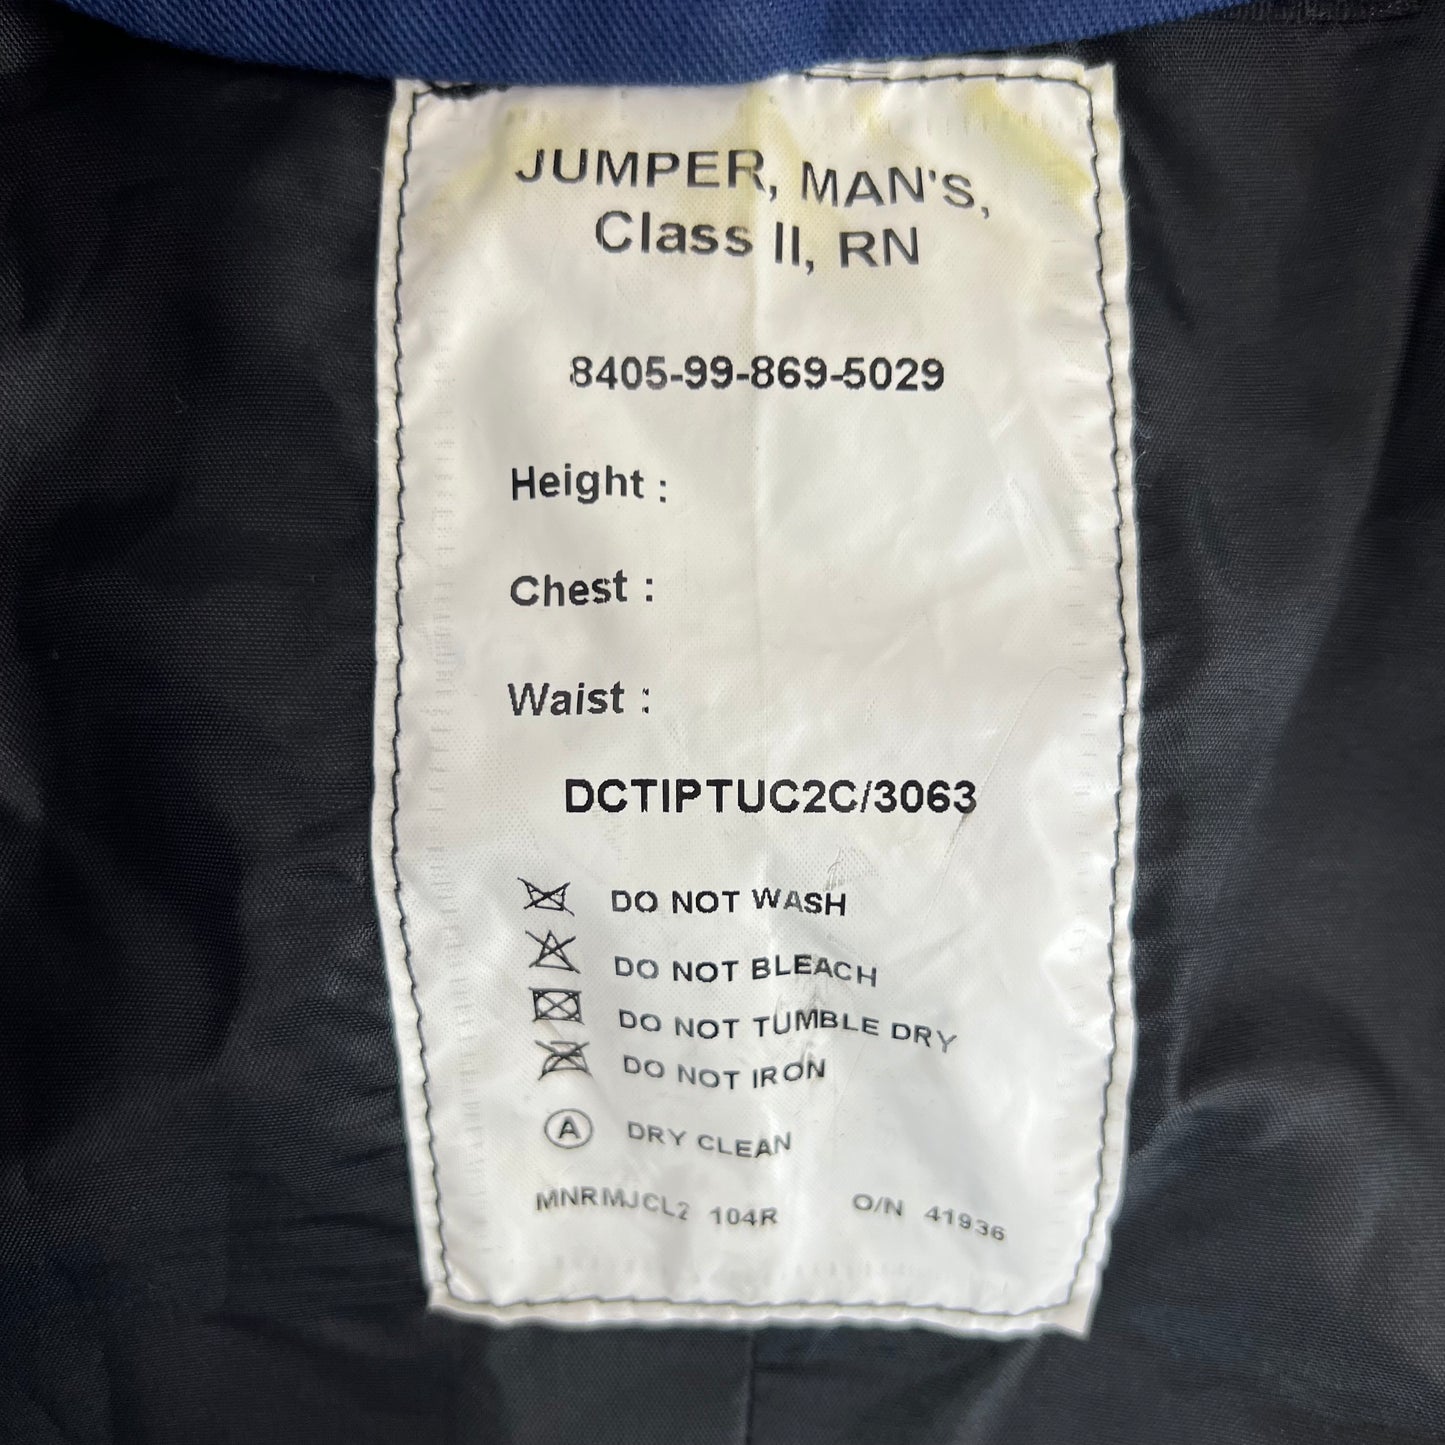 JUMPER, MAN'S,
Class II, RN
8405-99-869-5029
Height :
Chest :
Waist :
DCTIPTUC2C/3063
DO NOT WASH
DO NOT BLEACH
DO NOT TUMBLE DRY
DO NOT IRON
A DRY CLEAN
MNRMJCL2 104R O/N 41936